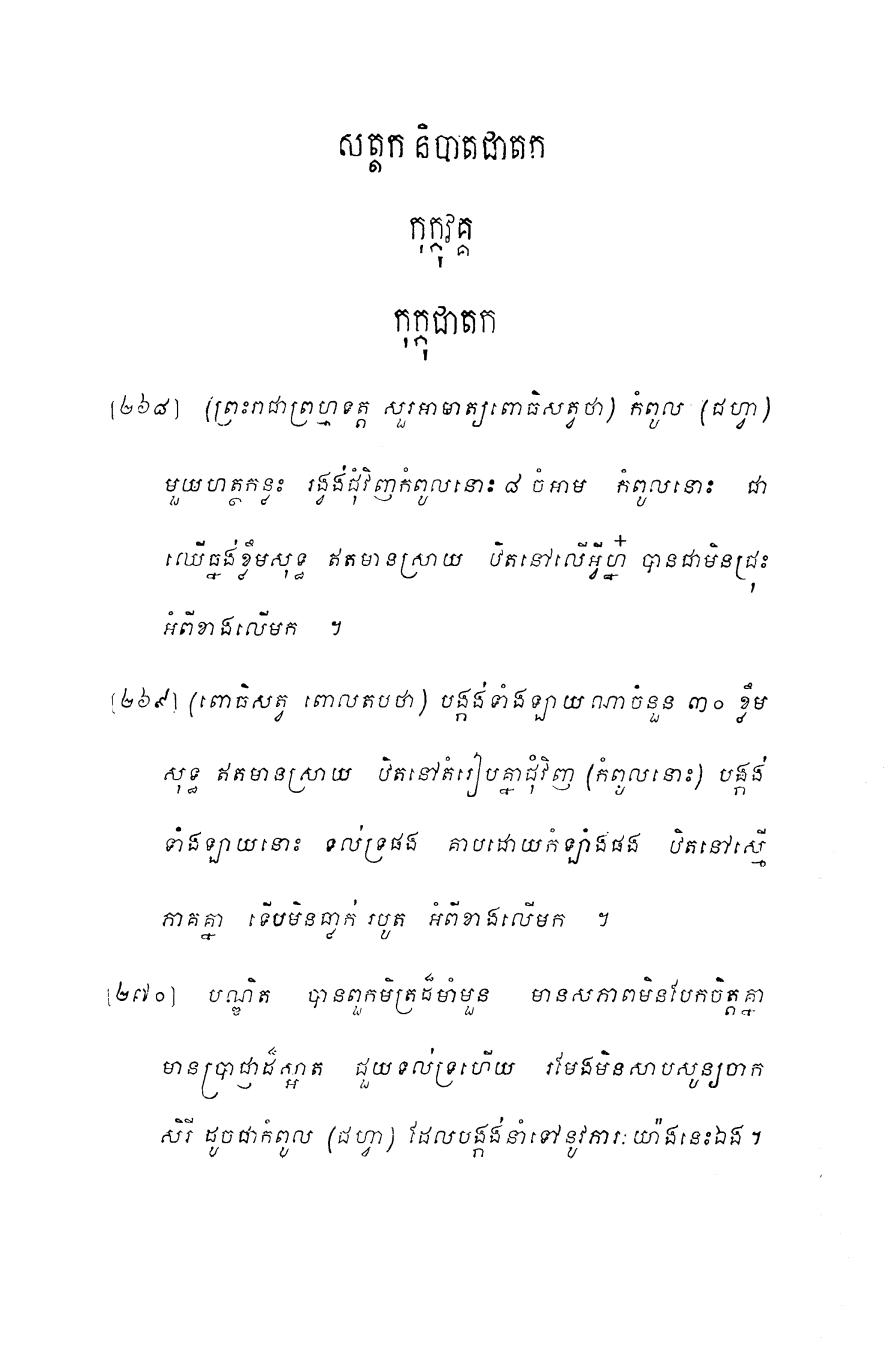 សត្តក និបាតជាតក
កុក្កុវគ្គ
កុក្កុជាតក
[២៦៨] (ព្រះរាជាព្រហ្មទត្ត សួរអាមាត្យពោធិសត្វថា) កំពូល (ជហ្វា)
មួយហត្ថកន្លះ រង្វង់ជុំវិញកំពូលនោះ ៨ ចំអាម កំពូលនោះ ជា
ឈើធ្នង់ខ្លឹមសុទ្ធ ឥតមានស្រាយ ឋិតនៅលើអ្វីហ្ន៎ បានជាមិនជ្រុះ
អំពីខាងលើមក ។
[២៦៩] (ពោធិសត្វ ពោលតបថា) បង្កង់ទាំងឡាយណាចំនួន ៣០ ខ្លឹម
សុទ្ធ ឥតមានស្រាយ ឋិតនៅតំរៀបគ្នាជុំវិញ (កំពូលនោះ) បង្កង់
ទាំងឡាយនោះ ទល់ទ្រផង គាបដោយកំឡាំងផង ឋិតនៅស្មើ
ភាគគ្នា ទើបមិនធ្លាក់ របូត អំពីខាងលើមក ។
[២៧០] បណ្ឌិត បានពួកមិត្រដ៏មាំមួន មានសភាពមិនបែកចិត្តគ្នា
មានប្រាជ្ញាដ៏ស្អាត ជួយទល់ទ្រហើយ រមែងមិនសាបសូន្យចាក
សិរី ដូចជាកំពូល (ជហ្វា) ដែលបង្កង់នាំទៅនូវភារៈយ៉ាងនេះឯង ។